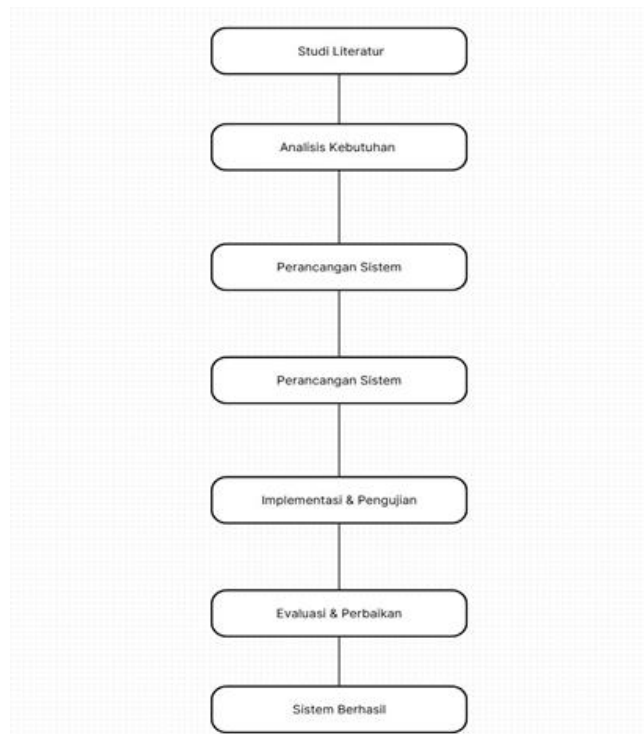 Studi Literatur
Analisis Kebutuhan
Perancangan Sistem
Perancangan Sistem
Implementasi & Pengujian
Evaluasi & Perbaikan
Sistem Berhasil